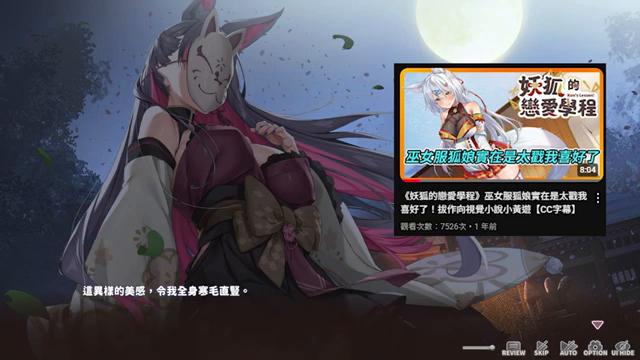 妖狐的
Kon's Lesson!
戀愛學程
巫女服狐娘實在是太戳我喜好了
8:04
《妖狐的戀愛學程》巫女服狐娘實在是太戳我
喜好了！拔作向視覺小說小黃遊【CC字幕】
觀看次數：7526次・1 年前
這異樣的美感，令我全身寒毛直豎。
REVIEW SKIP AUTO OPTION UI HIDE